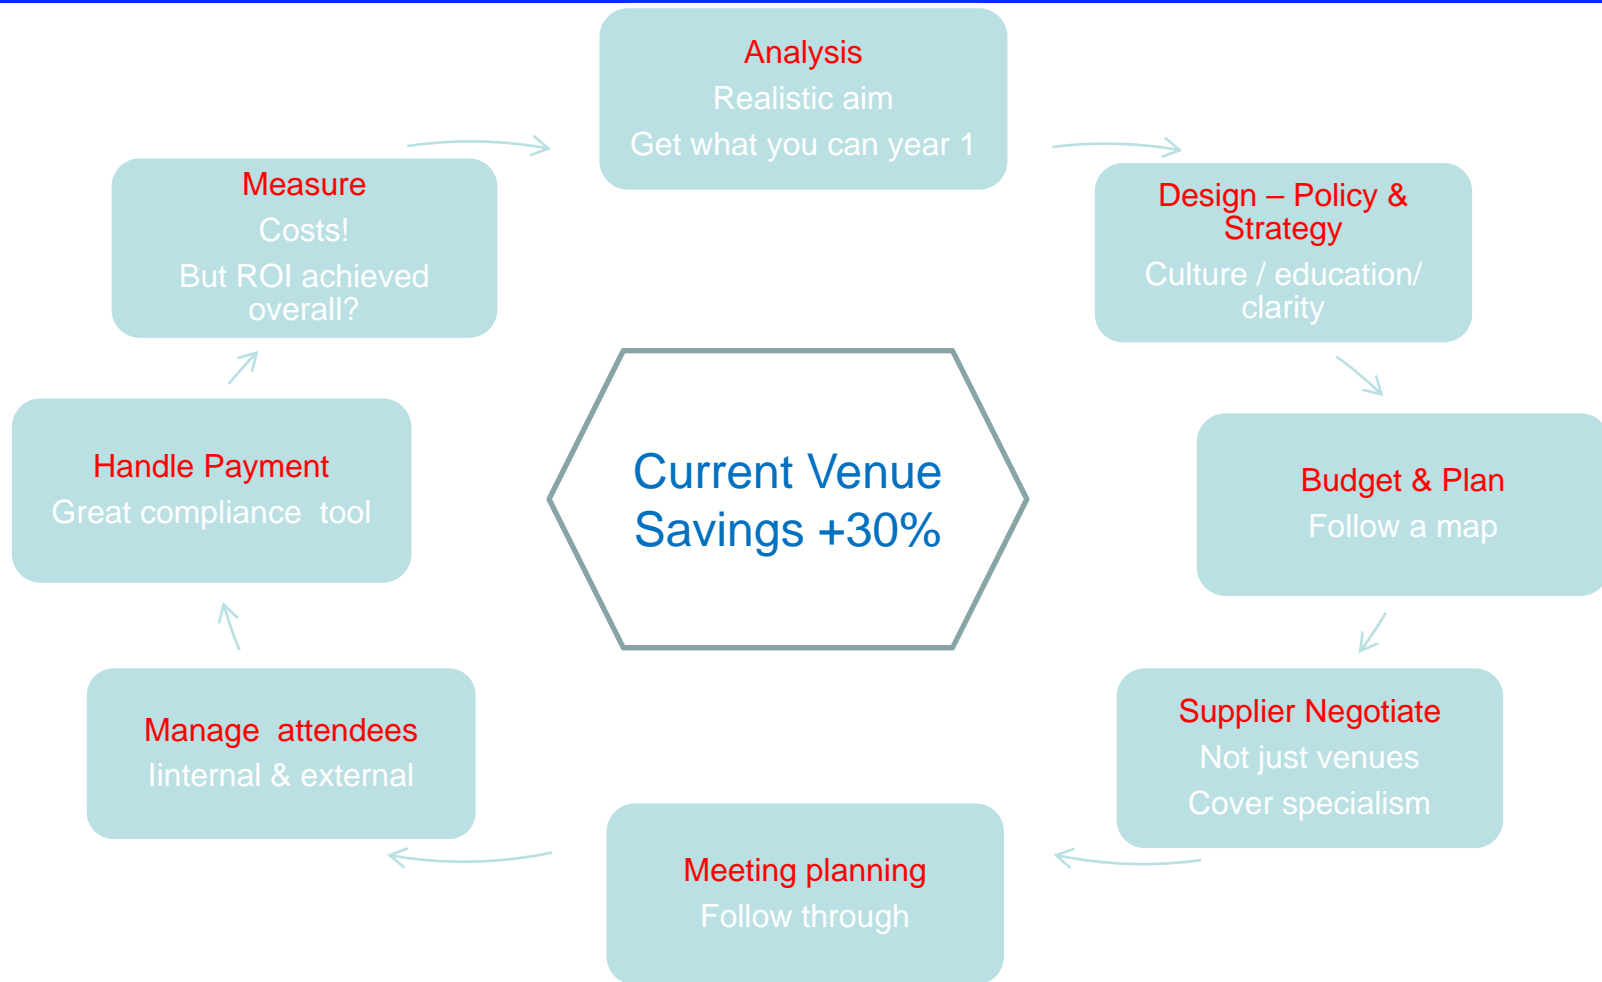 Analysis
Realistic aim
Get what you can year 1
Design – Policy &
Strategy
Culture / education/
clarity
Budget & Plan
Follow a map
Supplier Negotiate
Not just venues
Cover specialism
Meeting planning
Follow through
Manage  attendees
Iinternal & external
Handle Payment
Great compliance  tool
Measure
Costs!
But ROI achieved
overall?
Current Venue
Savings +30%